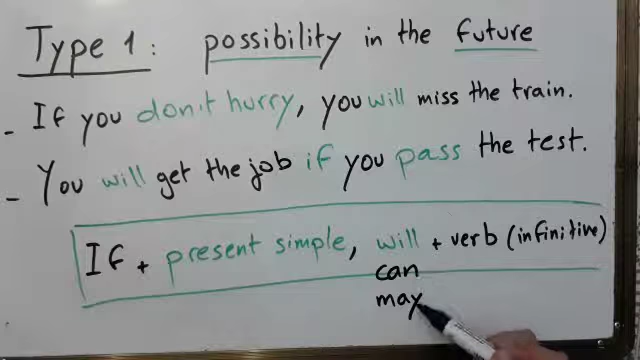 Type 1: possibility in the future
- If you don't hurry, you will miss the train.
- You will get the job if you pass the test.
If + present simple, will + verb (infinitive)
can
may